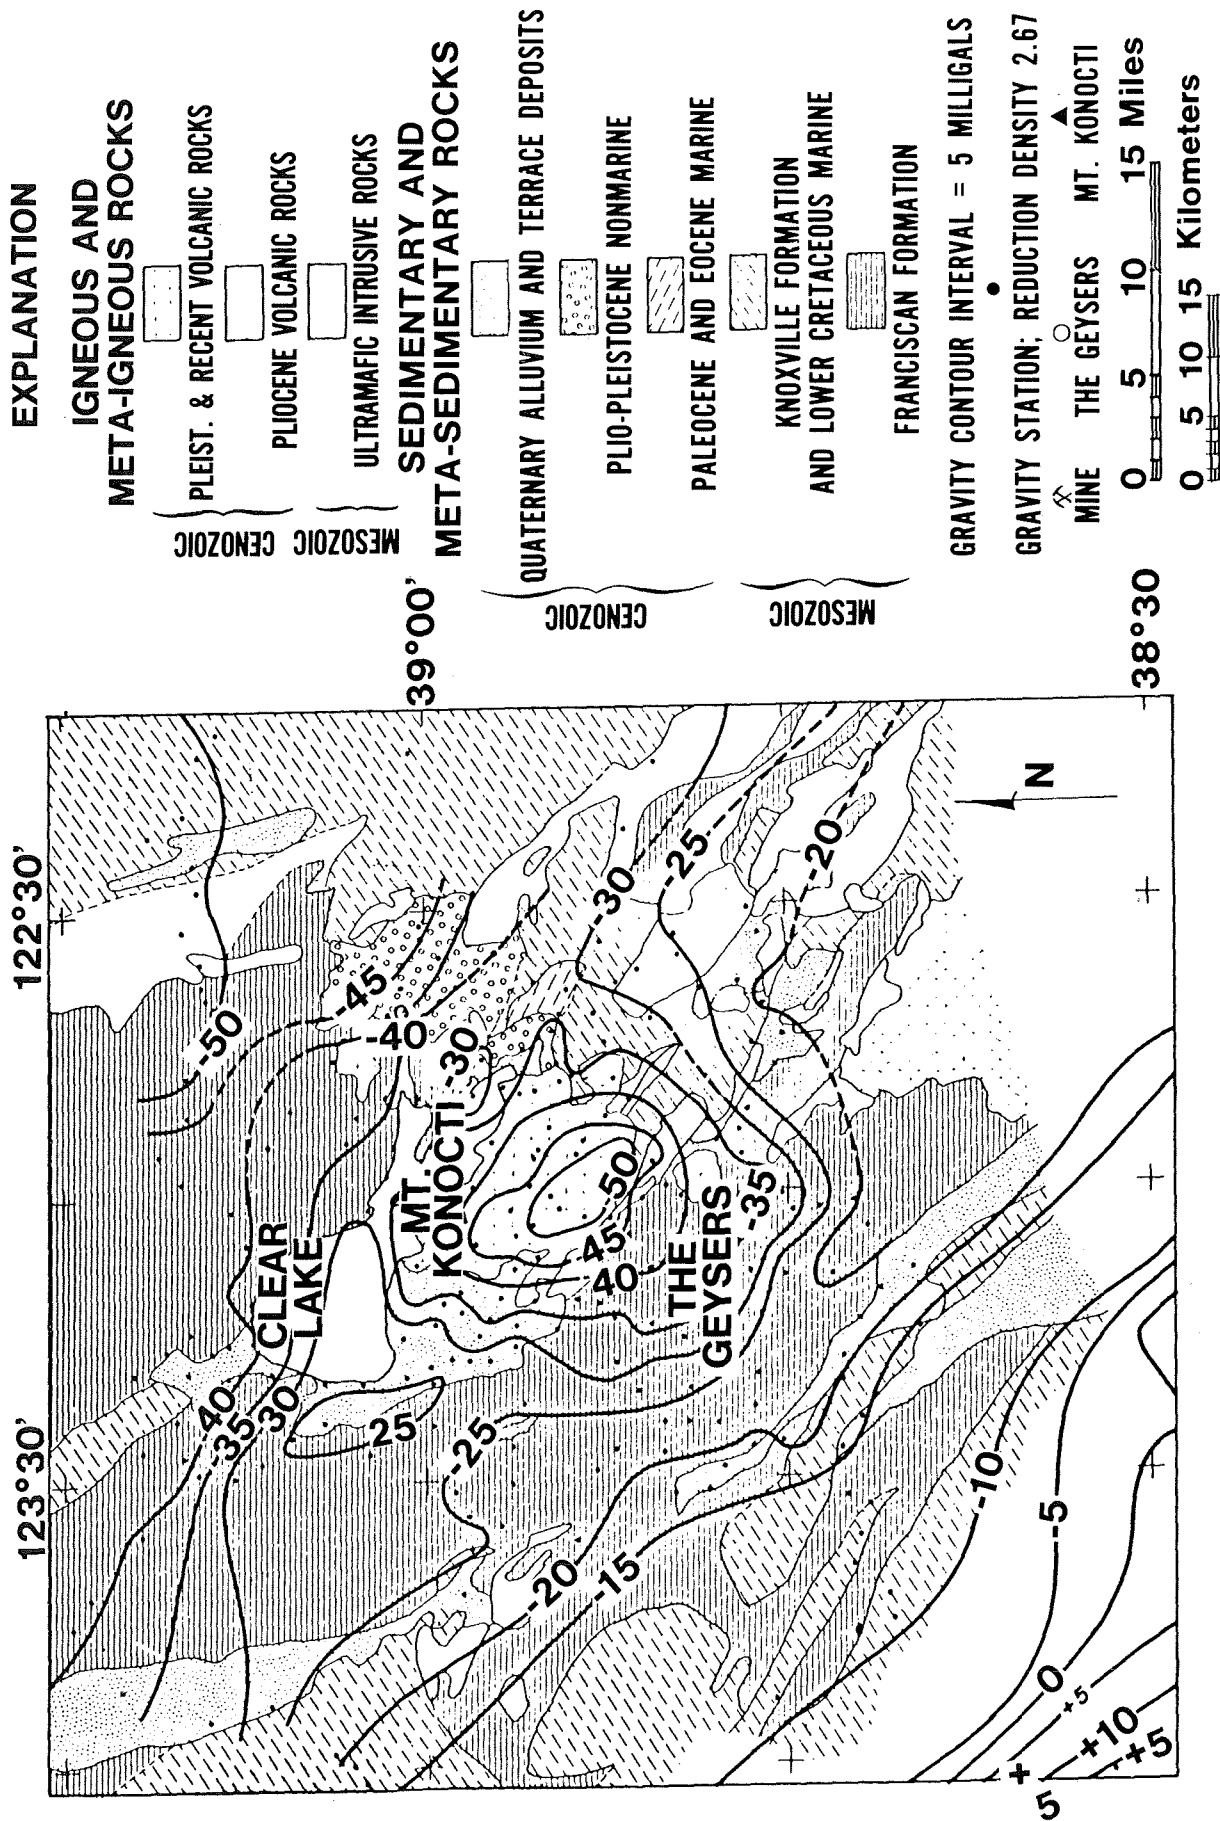 EXPLANATION
IGNEOUS AND
META-IGNEOUS ROCKS
PLEIST. & RECENT VOLCANIC ROCKS
PLIOCENE VOLCANIC ROCKS
CENOZOIC
ULTRAMAFIC INTRUSIVE ROCKS
MESOZOIC
SEDIMENTARY AND
META-SEDIMENTARY ROCKS
QUATERNARY ALLUVIUM AND TERRACE DEPOSITS
PLIO-PLEISTOCENE NONMARINE
PALEOCENE AND EOCENE MARINE
CENOZOIC
KNOXVILLE FORMATION
AND LOWER CRETACEOUS MARINE
FRANCISCAN FORMATION
MESOZOIC
GRAVITY CONTOUR INTERVAL = 5 MILLIGALS
GRAVITY STATION; REDUCTION DENSITY 2.67
MINE THE GEYSERS MT. KONOCTI
0 5 10 15 Miles
0 5 10 15 Kilometers
123°30'
122°30'
39°00'
38°30
-50
-45
-40
-30
CLEAR
LAKE
MT.
KONOCTI
40
-35
-30
25
-25
-50
45
40
THE
GEYSERS
-35
-30
-25
-20
-20
-15
-10
-5
0
+5
+10
+5
+
5
N